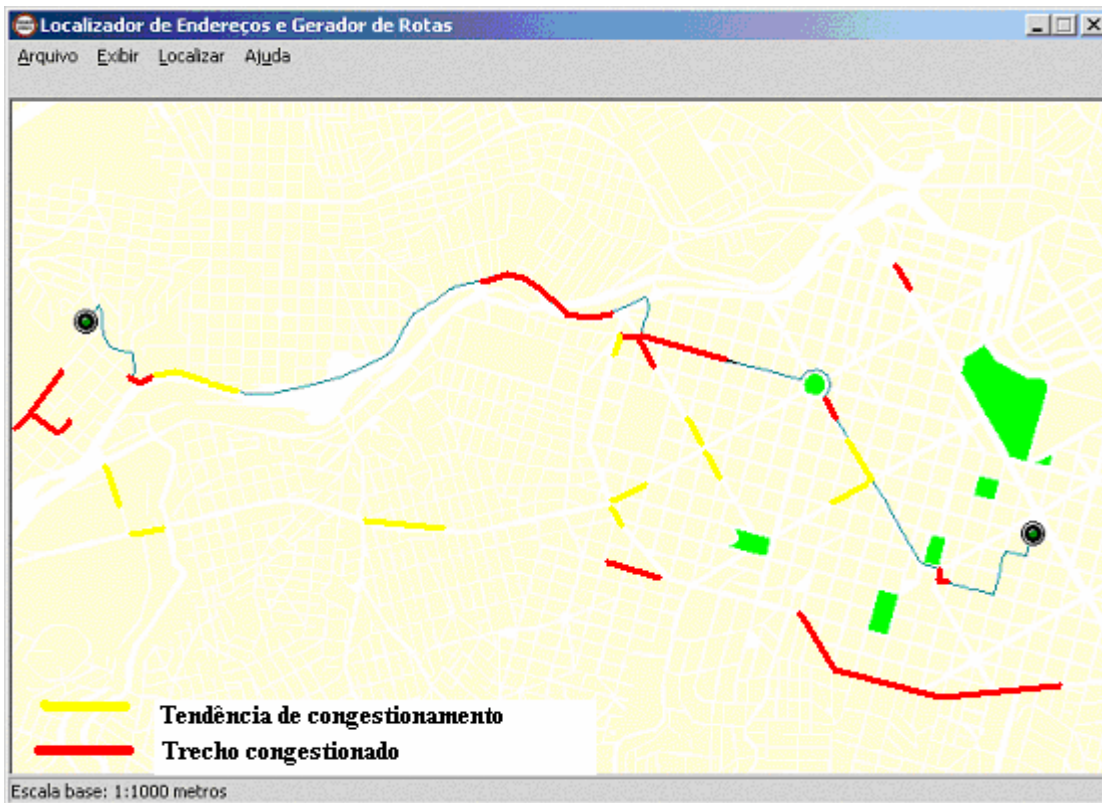 Localizador de Endereços e Gerador de Rotas
Arquivo Exibir Localizar Ajuda
Tendência de congestionamento
Trecho congestionado
Escala base: 1:1000 metros